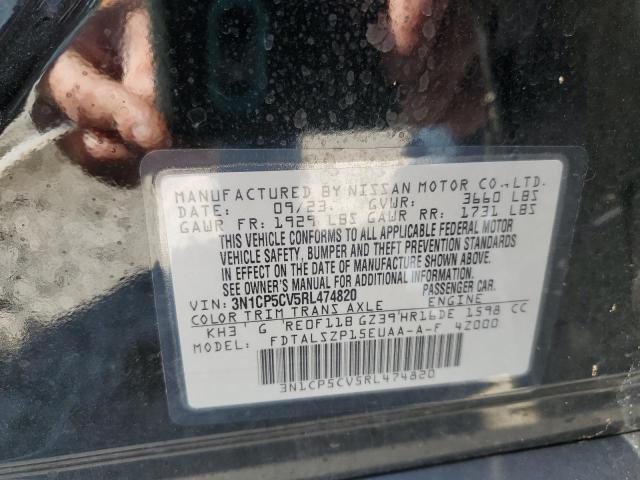 MANUFACTURED BY NISSAN MOTOR CO., LTD.
DATE: 09/23 GVWR: 3660 LBS
GAWR FR: 1929 LBS GAWR RR: 1731 LBS
THIS VEHICLE CONFORMS TO ALL APPLICABLE FEDERAL MOTOR
VEHICLE SAFETY, BUMPER AND THEFT PREVENTION STANDARDS
IN EFFECT ON THE DATE OF MANUFACTURE SHOWN ABOVE.
SEE OWNER'S MANUAL FOR ADDITIONAL INFORMATION.
VIN: 3N1CP5CV5RL474820 PASSENGER CAR.
COLOR TRIM TRANS AXLE ENGINE
KH3 G RE0F11B GZ39 HR16DE 1598 CC
MODEL: FDTALSZP15EUAA-A-F 4Z000
3N1CP5CV5RL474820